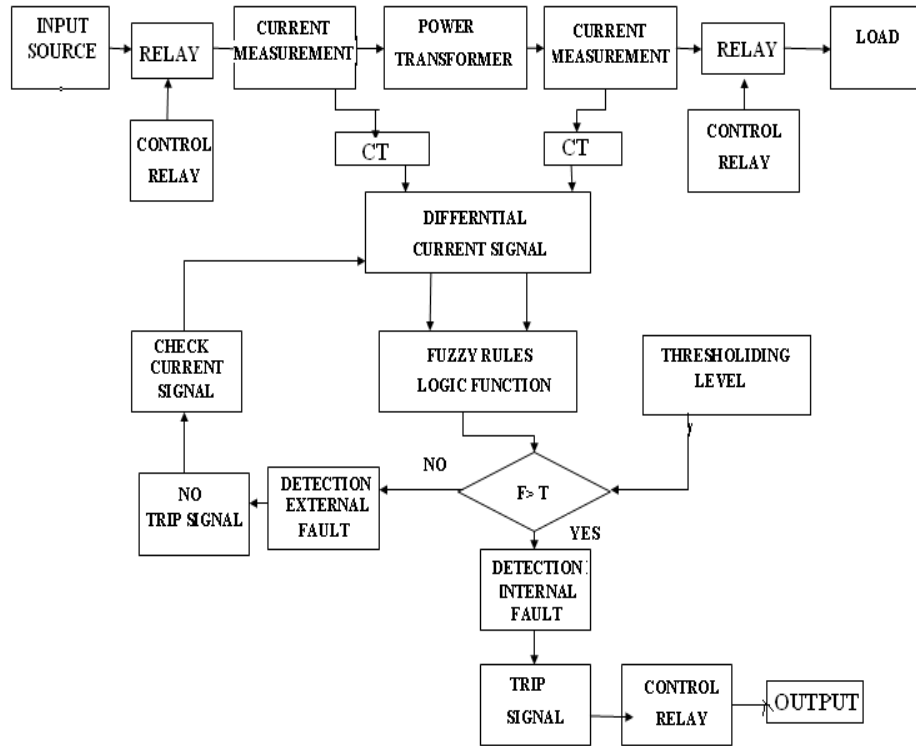 INPUT
SOURCE
RELAY
CURRENT
MEASUREMENT
POWER
TRANSFORMER
CURRENT
MEASUREMENT
RELAY
LOAD
CONTROL
RELAY
CT
CT
CONTROL
RELAY
DIFFERNTIAL
CURRENT SIGNAL
CHECK
CURRENT
SIGNAL
FUZZY RULES
LOGIC FUNCTION
THRESHOLIDING
LEVEL
NO
TRIP SIGNAL
DETECTION
EXTERNAL
FAULT
NO
F> T
YES
DETECTION
INTERNAL
FAULT
TRIP
SIGNAL
CONTROL
RELAY
OUTPUT